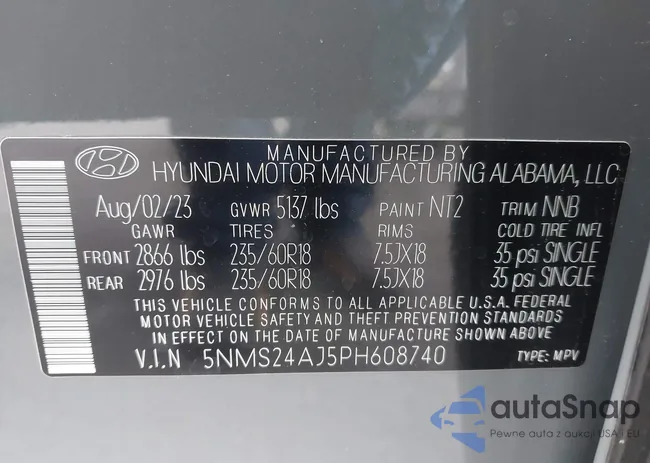 MANUFACTURED BY
HYUNDAI MOTOR MANUFACTURING ALABAMA, LLC
Aug/02/23 GVWR 5137 lbs PAINT NT2 TRIM NNB
GAWR TIRES RIMS COLD TIRE INFL
FRONT 2866 lbs 235/60R18 7.5JX18 35 psi SINGLE
REAR 2976 lbs 235/60R18 7.5JX18 35 psi SINGLE
THIS VEHICLE CONFORMS TO ALL APPLICABLE U.S.A. FEDERAL
MOTOR VEHICLE SAFETY AND THEFT PREVENTION STANDARDS
IN EFFECT ON THE DATE OF MANUFACTURE SHOWN ABOVE
V.I.N 5NMS24AJ5PH608740 TYPE: MPV
autaSnap
Pewne auta z aukcji USA i EU